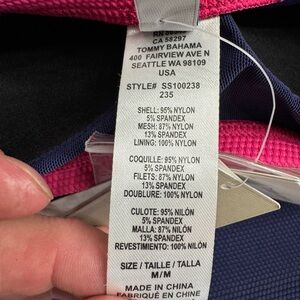 CA 58297
TOMMY BAHAMA
400 FAIRVIEW AVE N
SEATTLE WA 98109
USA
STYLE# SS100238
235
SHELL: 95% NYLON
5% SPANDEX
MESH: 87% NYLON
13% SPANDEX
LINING: 100% NYLON
COQUILLE: 95% NYLON
5% SPANDEX
FILETS: 87% NYLON
13% SPANDEX
DOUBLURE: 100% NYLON
CULOTE: 95% NILÓN
5% SPANDEX
MALLA: 87% NILÓN
13% SPANDEX
REVESTIMIENTO: 100% NILÓN
SIZE / TAILLE / TALLA
M/M
MADE IN CHINA
FABRIQUÉ EN CHINE